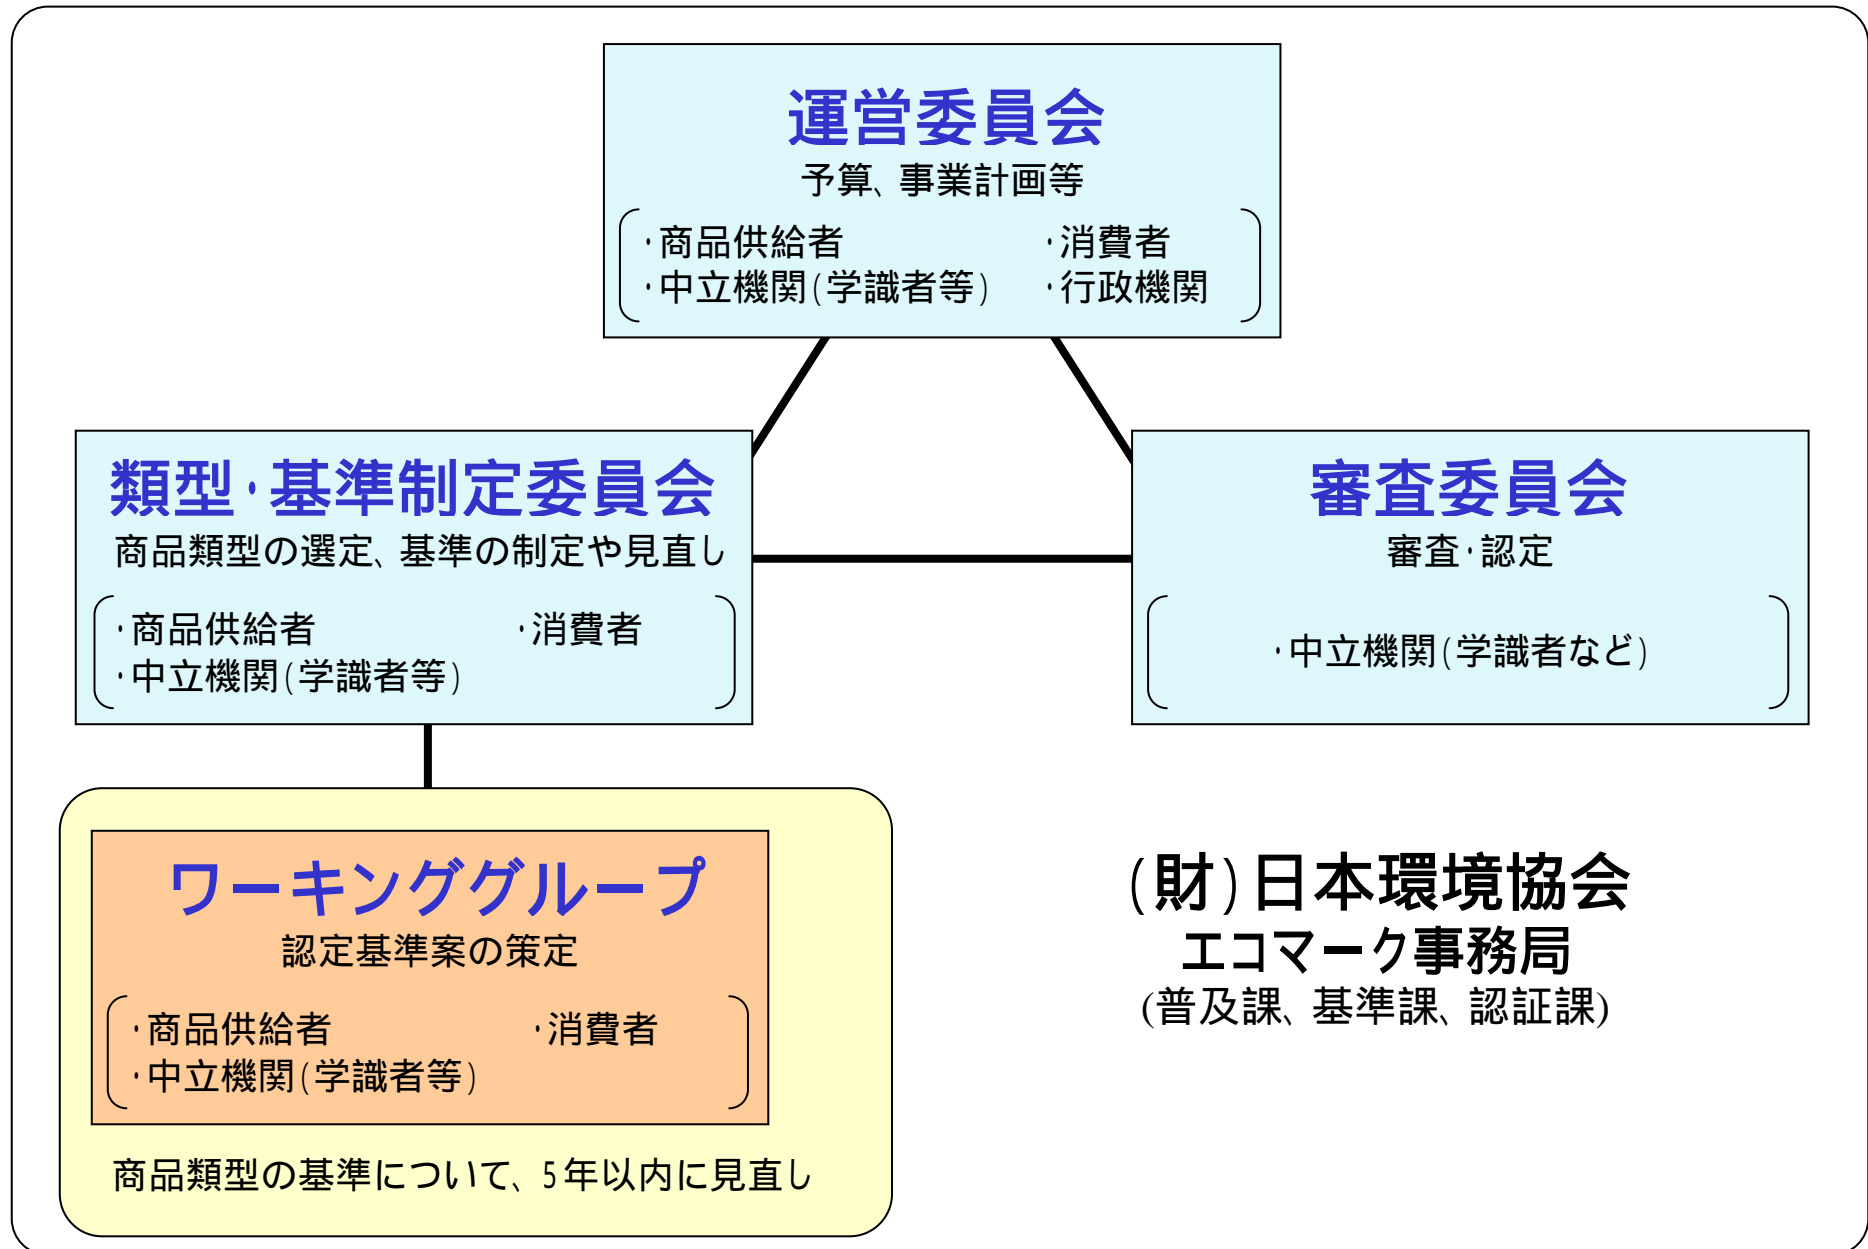 運営委員会
予算、事業計画等
・商品供給者 ・消費者
・中立機関(学識者等) ・行政機関
類型・基準制定委員会
商品類型の選定、基準の制定や見直し
・商品供給者 ・消費者
・中立機関(学識者等)
審査委員会
審査・認定
・中立機関(学識者など)
ワーキンググループ
認定基準案の策定
・商品供給者 ・消費者
・中立機関(学識者等)
商品類型の基準について、5年以内に見直し
(財)日本環境協会
エコマーク事務局
(普及課、基準課、認証課)